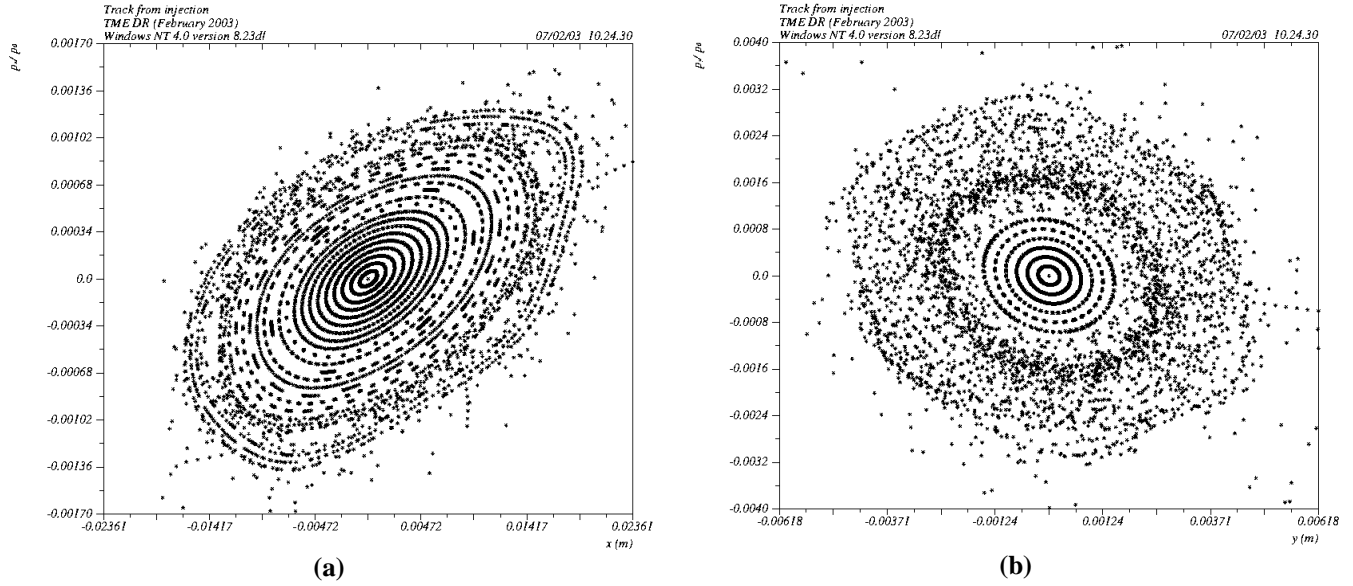 Track from injection
TME DR (February 2003)
Windows NT 4.0 version 8.23dl 07/02/03 10.24.30
0.00170
0.00136
0.00102
0.00068
0.00034
0.0
-0.00034
-0.00068
-0.00102
-0.00136
-0.00170
-0.02361 -0.01417 -0.00472 0.00472 0.01417 0.02361
x (m)
(a)
Track from injection
TME DR (February 2003)
Windows NT 4.0 version 8.23dl 07/02/03 10.24.30
0.0040
0.0032
0.0024
0.0016
0.0008
0.0
-0.0008
-0.0016
-0.0024
-0.0032
-0.0040
-0.00618 -0.00371 -0.00124 0.00124 0.00371 0.00618
y (m)
(b)